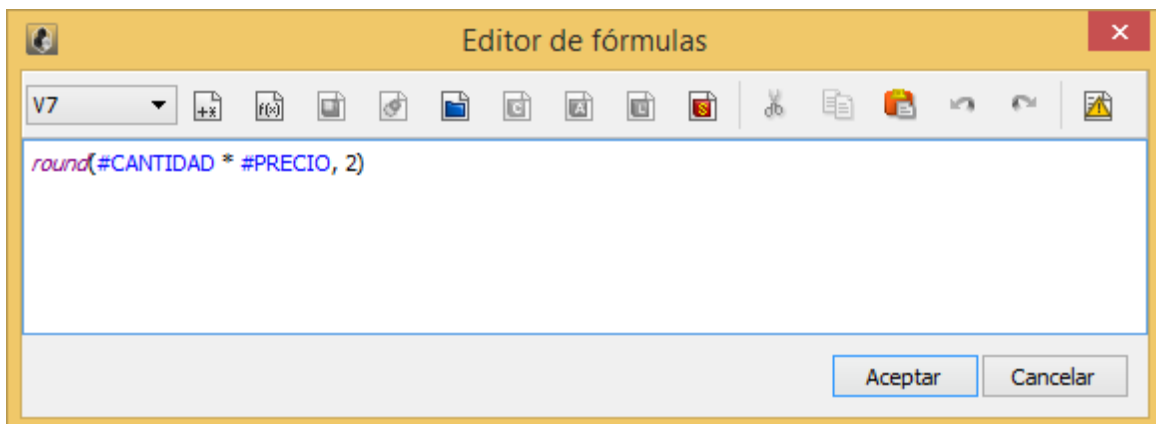 Editor de fórmulas
V7
round(#CANTIDAD * #PRECIO, 2)
Aceptar
Cancelar